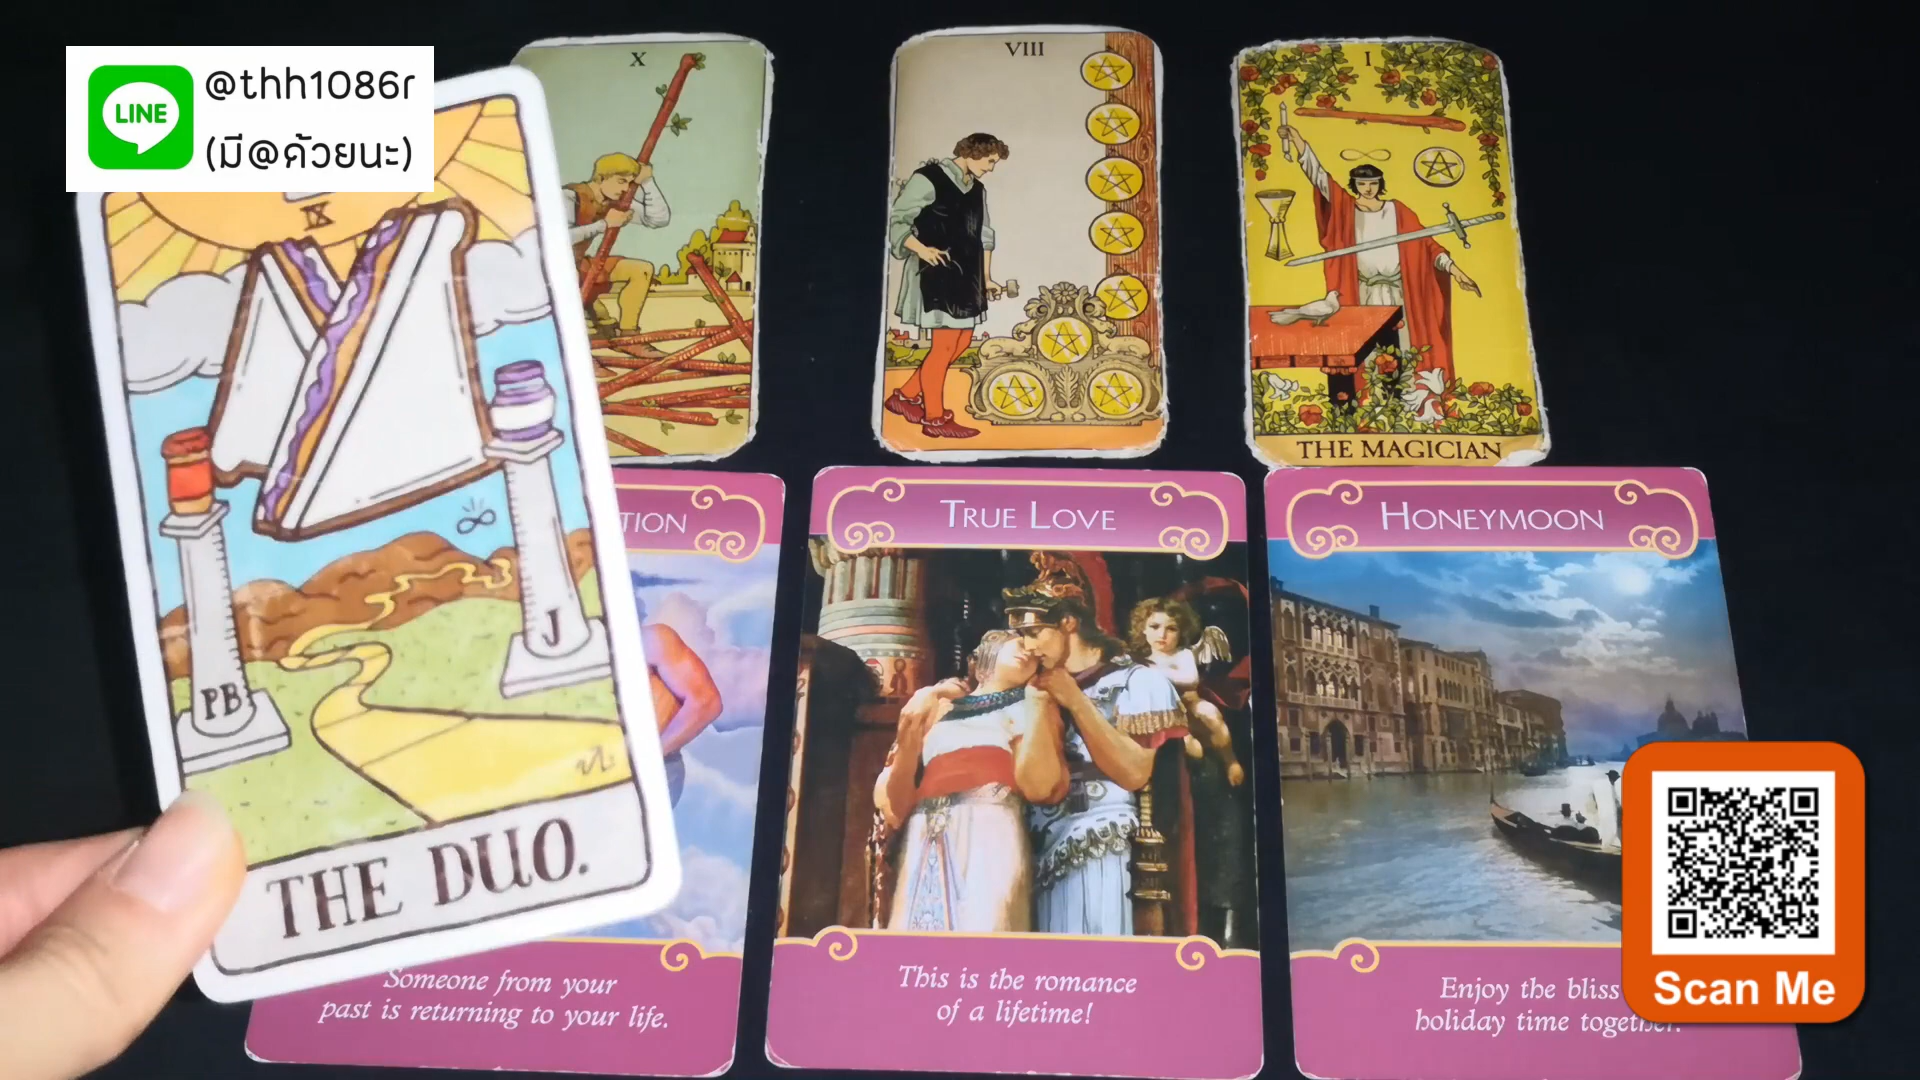 LINE
@thh1086r
(มี@ด้วยนะ)
X
VIII
I
THE MAGICIAN
IX
PB
J
THE DUO.
TION
TRUE LOVE
HONEYMOON
Someone from your
past is returning to your life.
This is the romance
of a lifetime!
Enjoy the bliss
holiday time together.
Scan Me